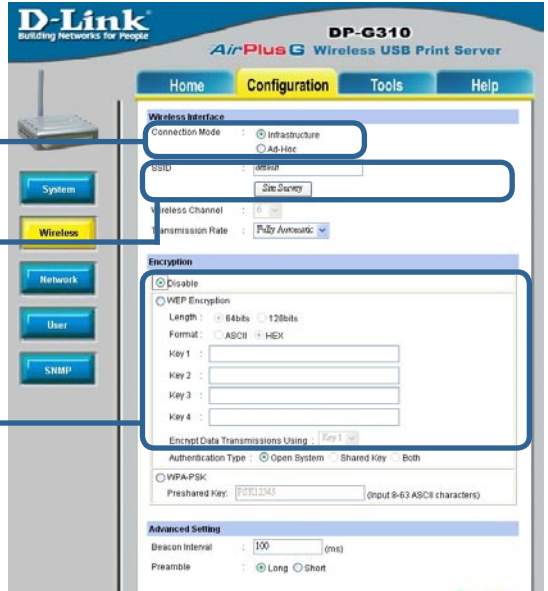 D-Link
Building Networks for People
DP-G310
AirPlus G Wireless USB Print Server
Home Configuration Tools Help
Wireless Interface
Connection Mode : Infrastructure
Ad-Hoc
SSID : default
Site Survey
System
Wireless Channel : 6
Wireless
Transmission Rate : Fully Automatic
Encryption
Network
Disable
WEP Encryption
Length : 64bits 128bits
User
Format : ASCII HEX
Key 1 :
SNMP
Key 2 :
Key 3 :
Key 4 :
Encrypt Data Transmissions Using : Key 1
Authentication Type : Open System Shared Key Both
WPA-PSK
Preshared Key: PSK12345 (Input 8-63 ASCII characters)
Advanced Setting
Beacon Interval : 100 (ms)
Preamble : Long Short